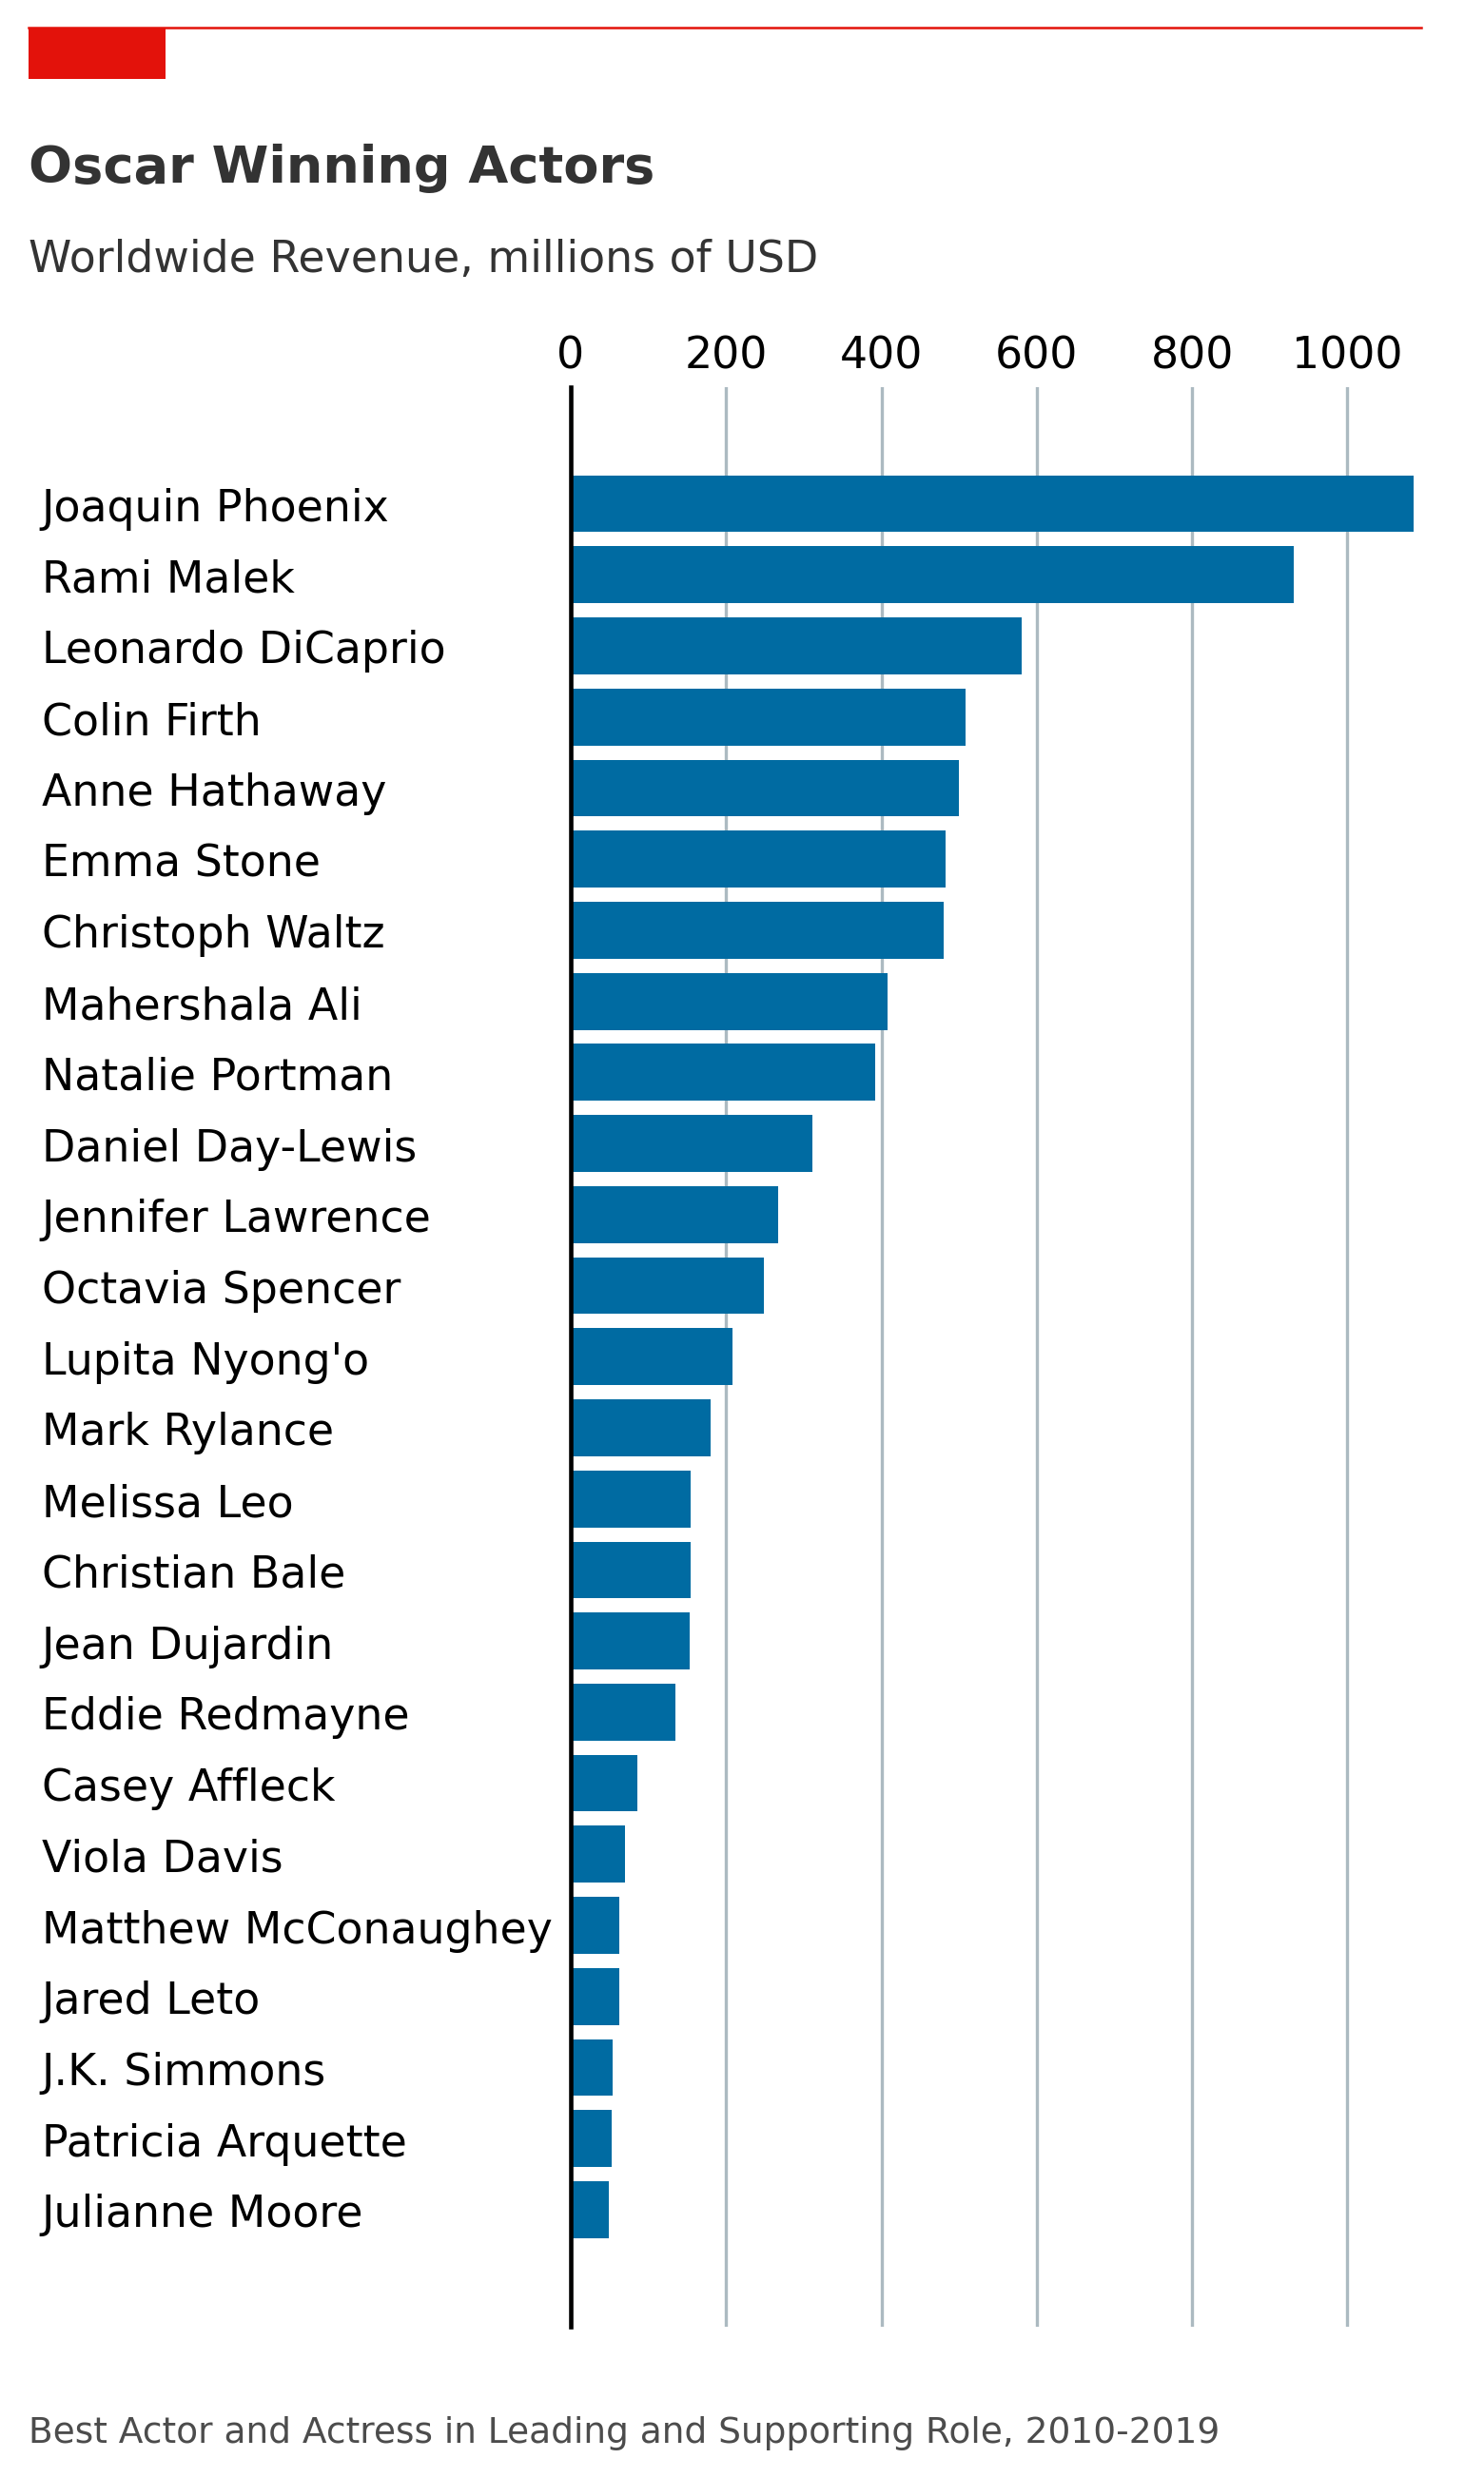 Oscar Winning Actors
Worldwide Revenue, millions of USD
0 200 400 600 800 1000
Joaquin Phoenix
Rami Malek
Leonardo DiCaprio
Colin Firth
Anne Hathaway
Emma Stone
Christoph Waltz
Mahershala Ali
Natalie Portman
Daniel Day-Lewis
Jennifer Lawrence
Octavia Spencer
Lupita Nyong'o
Mark Rylance
Melissa Leo
Christian Bale
Jean Dujardin
Eddie Redmayne
Casey Affleck
Viola Davis
Matthew McConaughey
Jared Leto
J.K. Simmons
Patricia Arquette
Julianne Moore
Best Actor and Actress in Leading and Supporting Role, 2010-2019